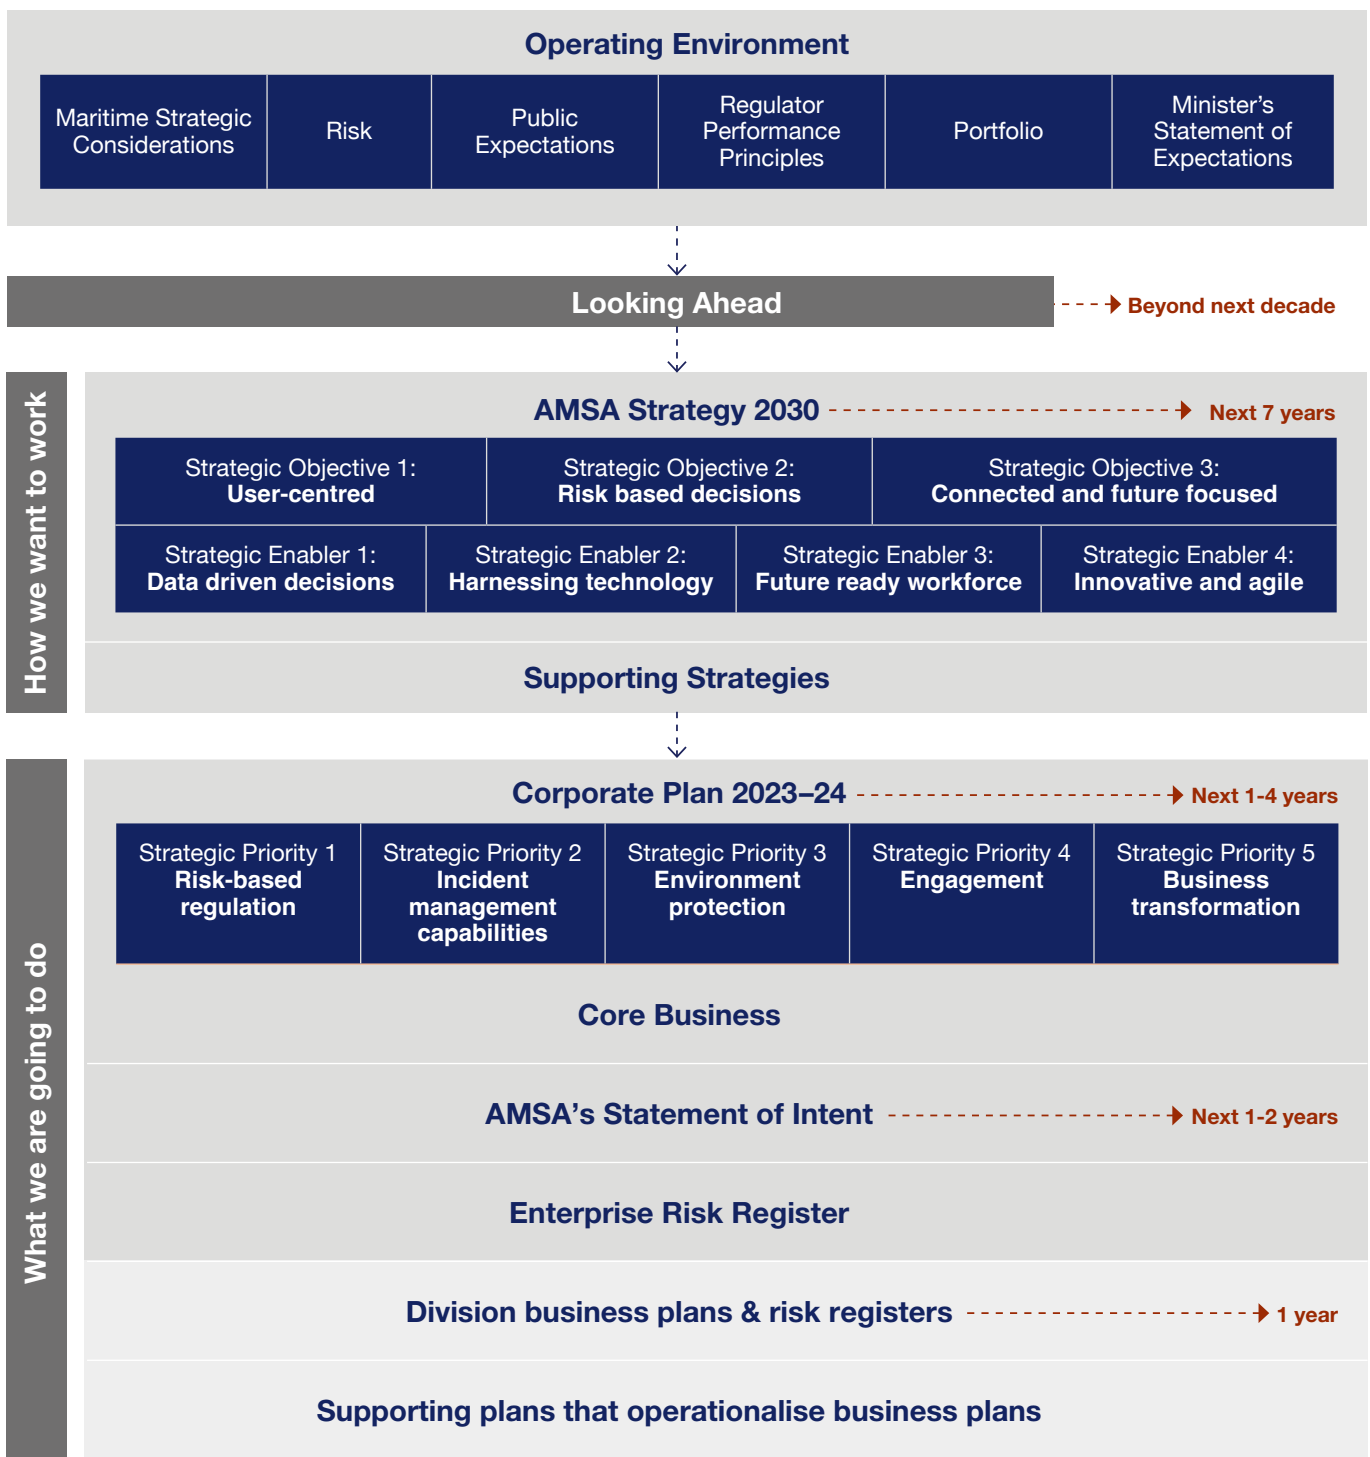 Operating Environment
Maritime Strategic
Considerations
Risk
Public
Expectations
Regulator
Performance
Principles
Portfolio
Minister’s
Statement of
Expectations
Looking Ahead
Beyond next decade
How we want to work
AMSA Strategy 2030
Next 7 years
Strategic Objective 1:
User-centred
Strategic Objective 2:
Risk based decisions
Strategic Objective 3:
Connected and future focused
Strategic Enabler 1:
Data driven decisions
Strategic Enabler 2:
Harnessing technology
Strategic Enabler 3:
Future ready workforce
Strategic Enabler 4:
Innovative and agile
Supporting Strategies
What we are going to do
Corporate Plan 2023–24
Next 1-4 years
Strategic Priority 1
Risk-based
regulation
Strategic Priority 2
Incident
management
capabilities
Strategic Priority 3
Environment
protection
Strategic Priority 4
Engagement
Strategic Priority 5
Business
transformation
Core Business
AMSA’s Statement of Intent
Next 1-2 years
Enterprise Risk Register
Division business plans & risk registers
1 year
Supporting plans that operationalise business plans